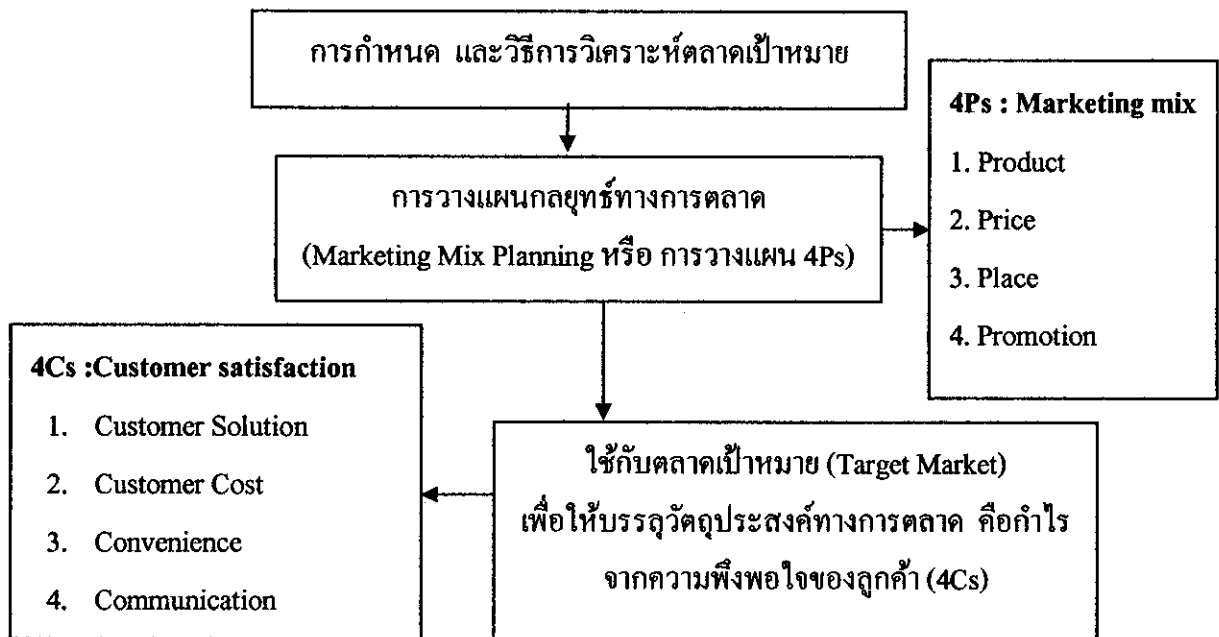 การกำหนด และวิธีการวิเคราะห์ตลาดเป้าหมาย
การวางแผนกลยุทธ์ทางการตลาด
(Marketing Mix Planning หรือ การวางแผน 4Ps)
4Ps : Marketing mix
1. Product
2. Price
3. Place
4. Promotion
ใช้กับตลาดเป้าหมาย (Target Market)
เพื่อให้บรรลุวัตถุประสงค์ทางการตลาด คือกำไร
จากความพึงพอใจของลูกค้า (4Cs)
4Cs :Customer satisfaction
1. Customer Solution
2. Customer Cost
3. Convenience
4. Communication